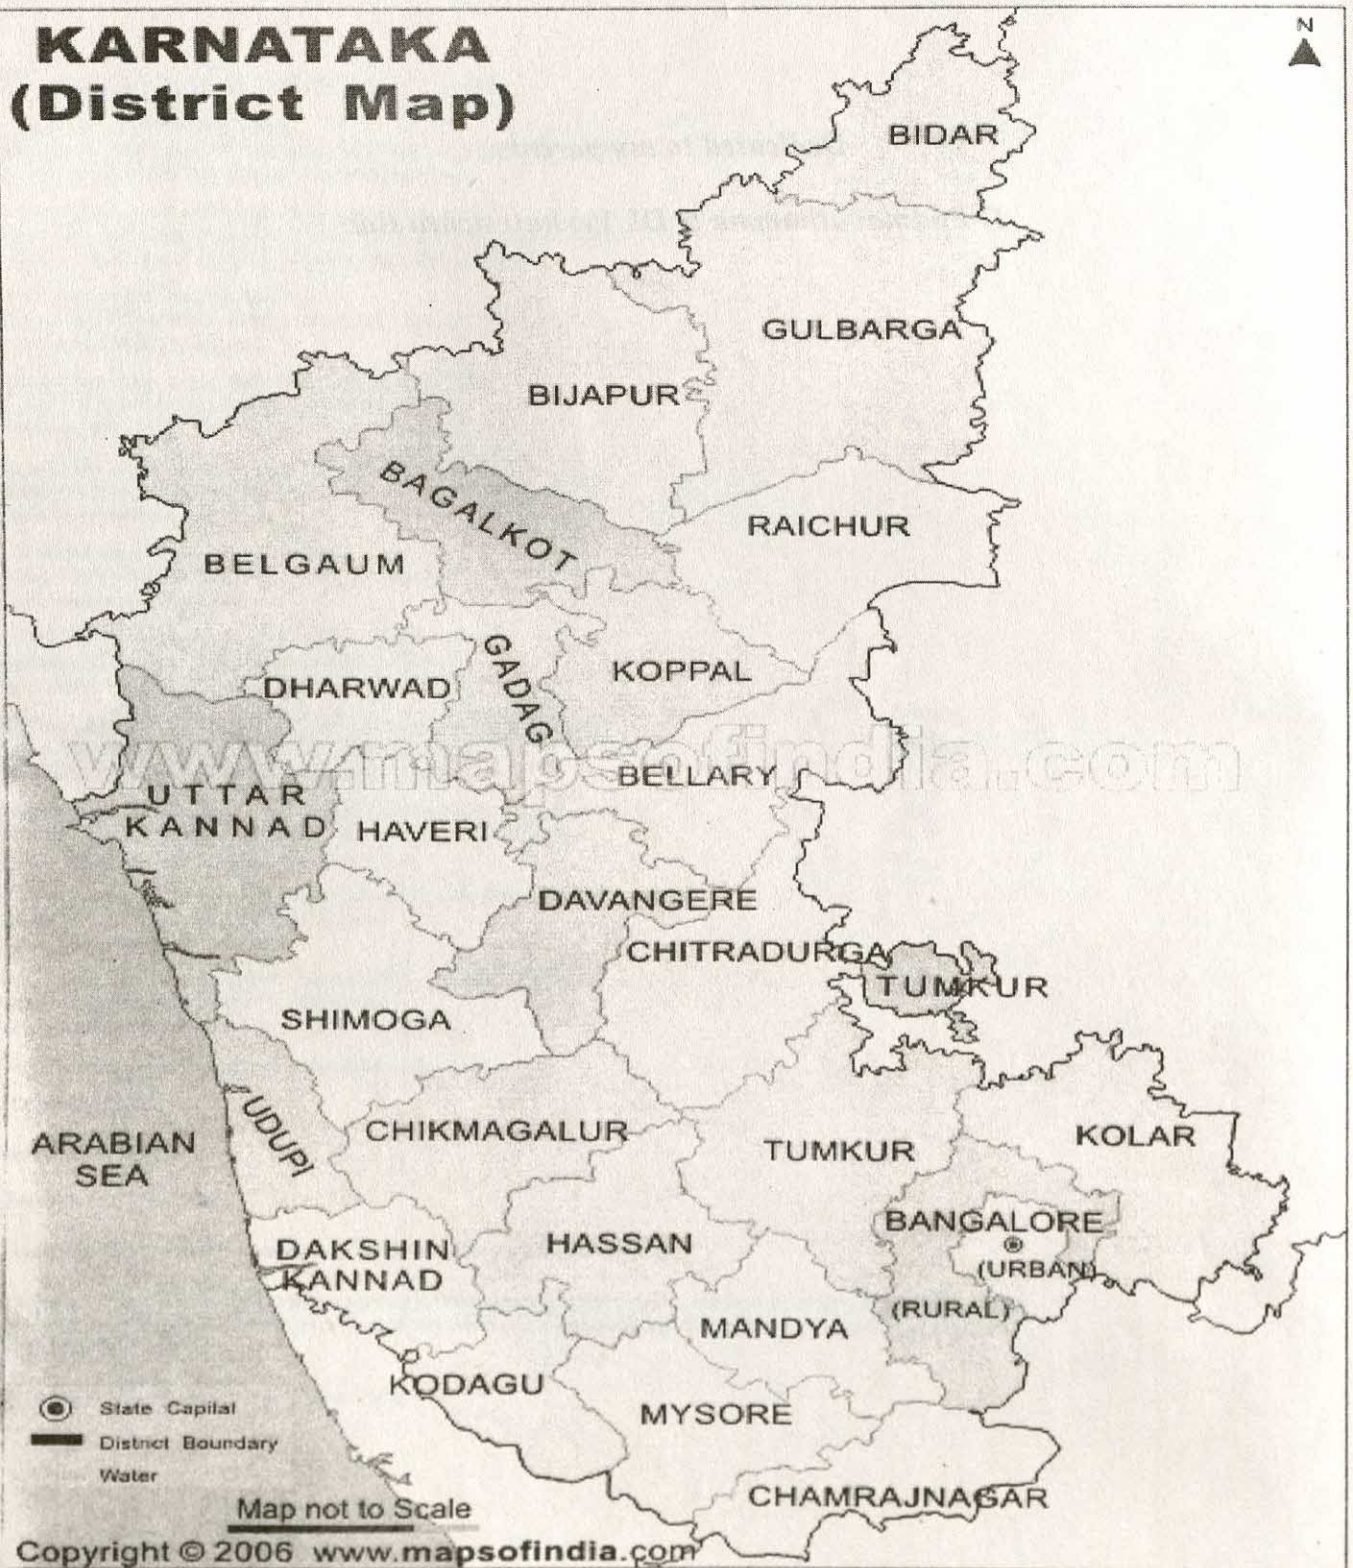 KARNATAKA
(District Map)
N
BIDAR
GULBARGA
BIJAPUR
BAGALKOT
RAICHUR
BELGAUM
GADAG
KOPPAL
DHARWAD
www.mapsofindia.com
BELLARY
UTTAR
KANNAD
HAVERI
DAVANGERE
CHITRADURGA
TUMKUR
SHIMOGA
UDUPI
CHIKMAGALUR
TUMKUR
KOLAR
ARABIAN
SEA
BANGALORE
(URBAN)
(RURAL)
HASSAN
DAKSHIN
KANNAD
MANDYA
KODAGU
MYSORE
CHAMRAJNAGAR
State Capital
District Boundary
Water
Map not to Scale
Copyright © 2006 www.mapsofindia.com